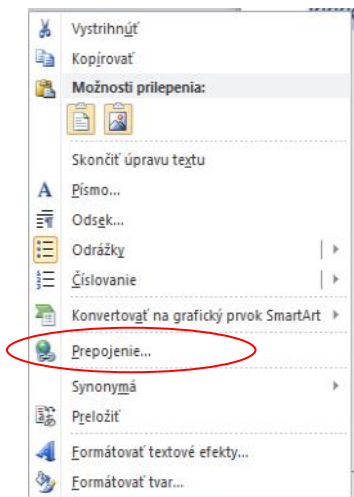 Vystrihnúť
Kopírovať
Možnosti prilepenia:
Skončiť úpravu textu
A Písmo...
Odsek...
Odrážky
Číslovanie
Konvertovať na grafický prvok SmartArt
Prepojenie...
Synonymá
Preložiť
Formátovať textové efekty...
Formátovať tvar...